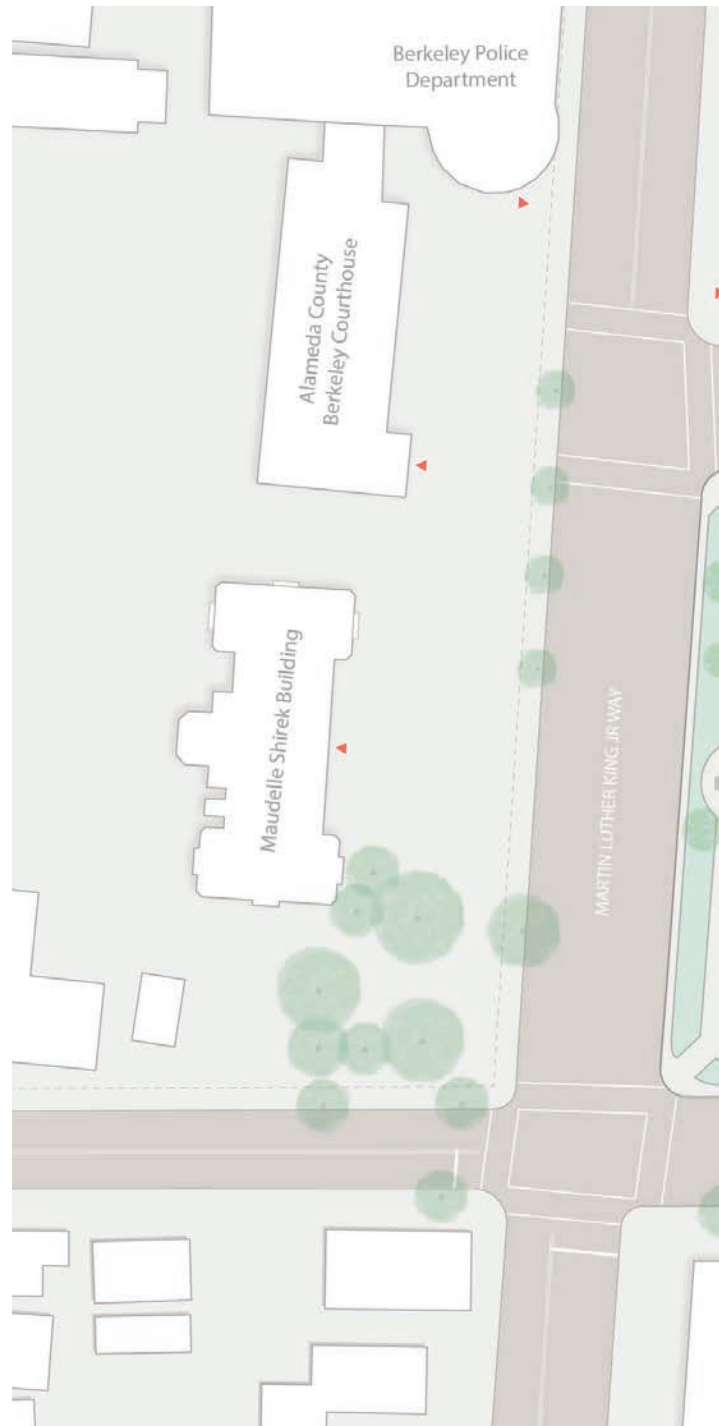 Berkeley Police
Department
Alameda County
Berkeley Courthouse
Maudelle Shirek Building
MARTIN LUTHER KING JR WAY